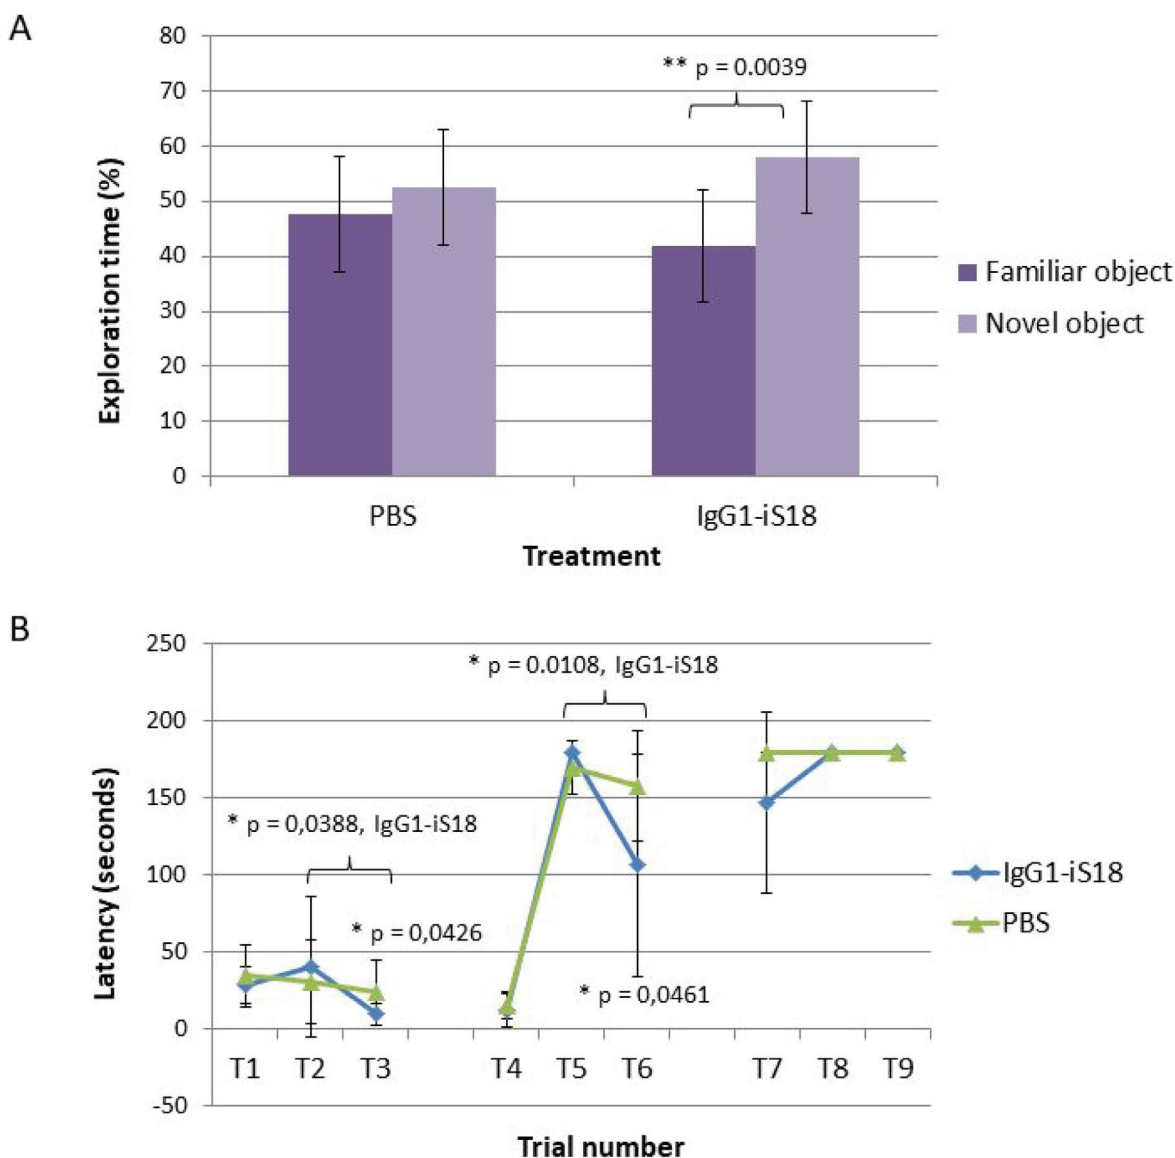 A
80
70
60
50
40
30
20
10
0
Exploration time (%)
** p = 0.0039
Familiar object
Novel object
PBS IgG1-iS18
Treatment
B
250
200
150
100
50
0
-50
Latency (seconds)
* p = 0.0108, IgG1-iS18
* p = 0,0388, IgG1-iS18
* p = 0,0426
* p = 0,0461
IgG1-iS18
PBS
T1 T2 T3 T4 T5 T6 T7 T8 T9
Trial number